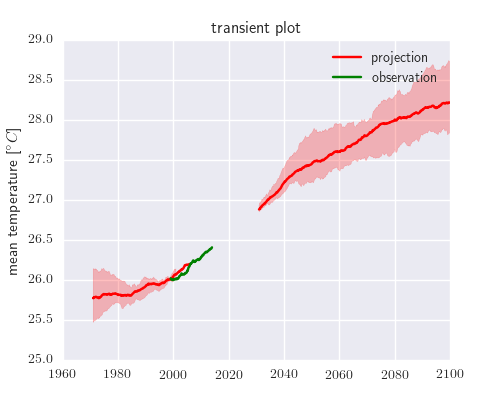 transient plot
29.0
28.5
28.0
27.5
27.0
26.5
26.0
25.5
25.0
mean temperature [°C]
projection
observation
1960 1980 2000 2020 2040 2060 2080 2100